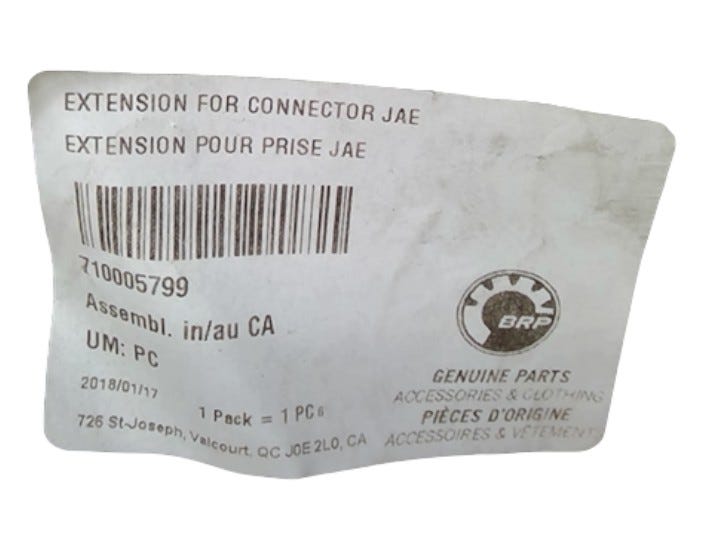 EXTENSION FOR CONNECTOR JAE
EXTENSION POUR PRISE JAE
710005799
Assembl. in/au CA
UM: PC
2018/01/17
1 Pack = 1 PC6
726 St-Joseph, Valcourt, QC J0E 2L0, CA
BRP
GENUINE PARTS
ACCESSORIES & CLOTHING
PIÈCES D'ORIGINE
ACCESSOIRES & VÊTEMENTS